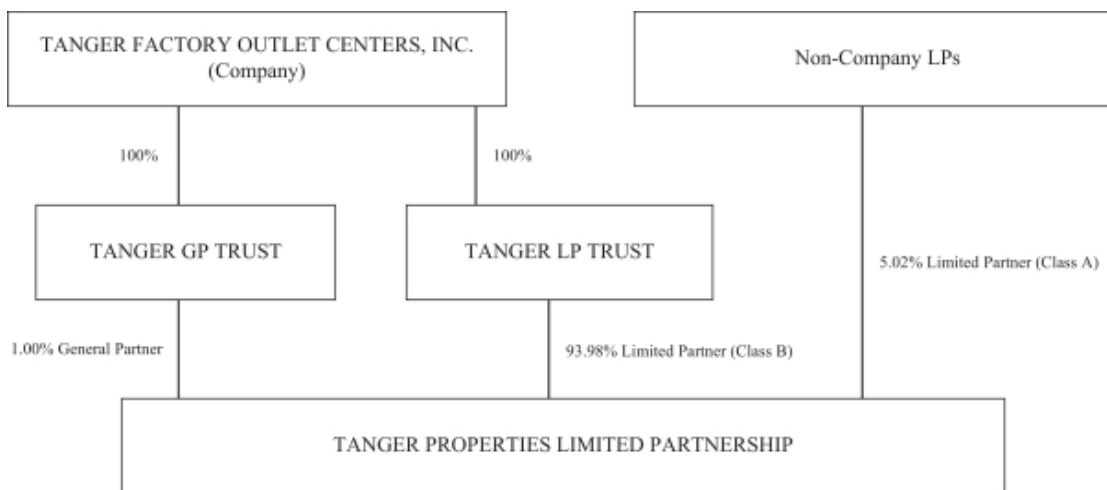 TANGER FACTORY OUTLET CENTERS, INC.
(Company)
Non-Company LPs
100%
100%
TANGER GP TRUST
TANGER LP TRUST
5.02% Limited Partner (Class A)
1.00% General Partner
93.98% Limited Partner (Class B)
TANGER PROPERTIES LIMITED PARTNERSHIP